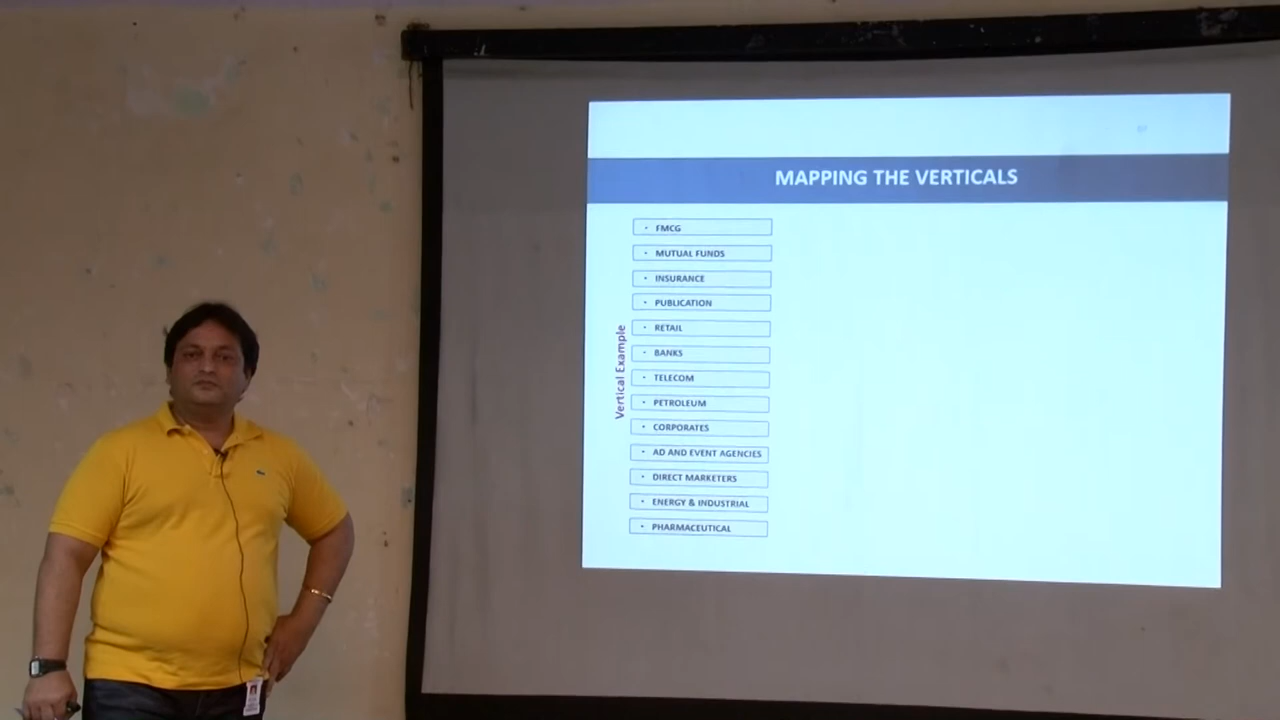 MAPPING THE VERTICALS
Vertical Example
• FMCG
• MUTUAL FUNDS
• INSURANCE
• PUBLICATION
• RETAIL
• BANKS
• TELECOM
• PETROLEUM
• CORPORATES
• AD AND EVENT AGENCIES
• DIRECT MARKETERS
• ENERGY & INDUSTRIAL
• PHARMACEUTICAL